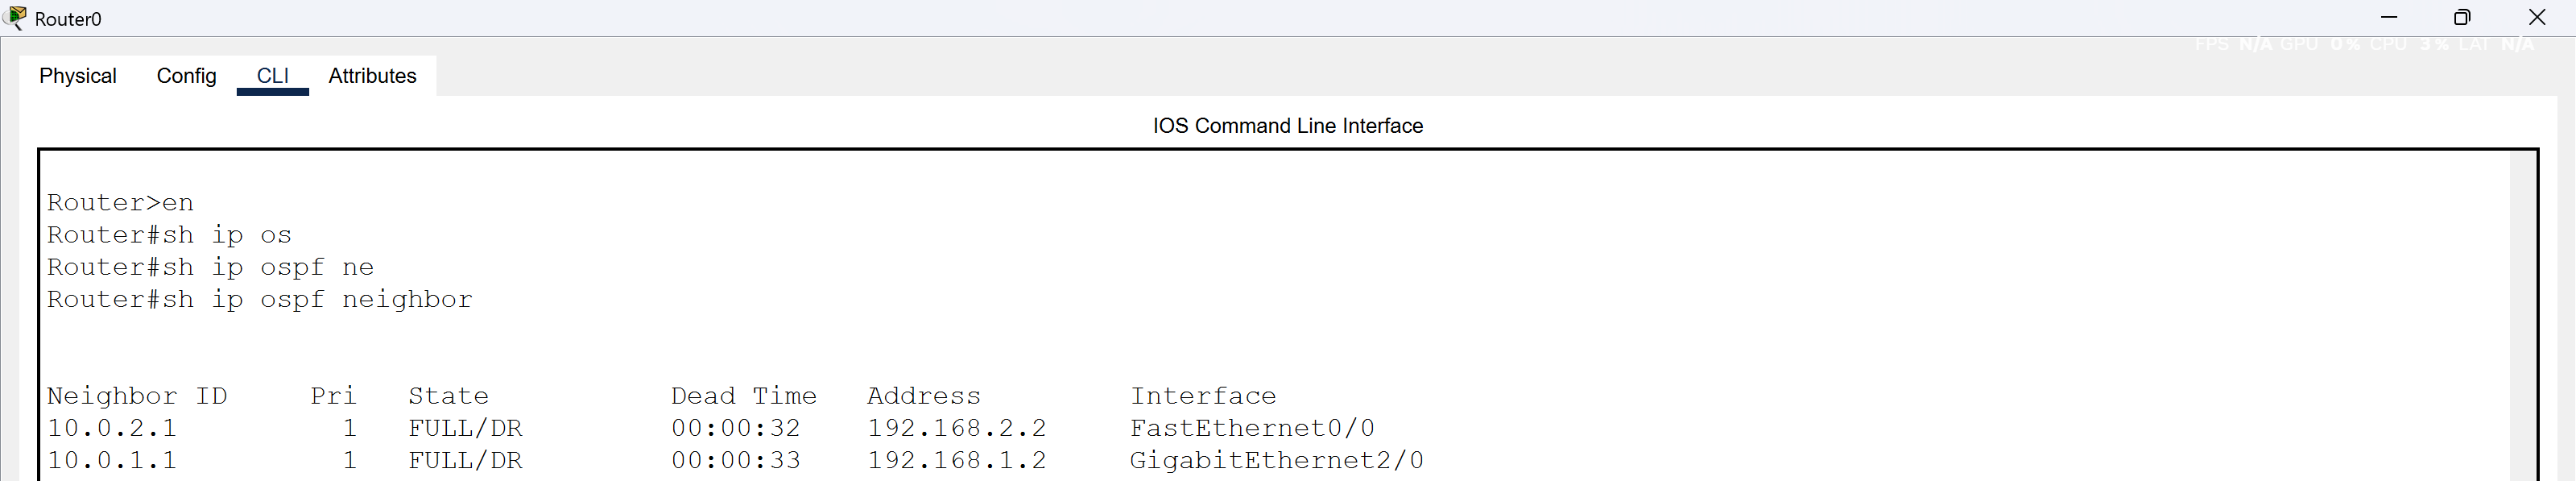 Router0
FPS N/A GPU 0% CPU 3% LAT N/A
Physical Config CLI Attributes
IOS Command Line Interface
Router>en
Router#sh ip os
Router#sh ip ospf ne
Router#sh ip ospf neighbor
Neighbor ID Pri State Dead Time Address Interface
10.0.2.1 1 FULL/DR 00:00:32 192.168.2.2 FastEthernet0/0
10.0.1.1 1 FULL/DR 00:00:33 192.168.1.2 GigabitEthernet2/0